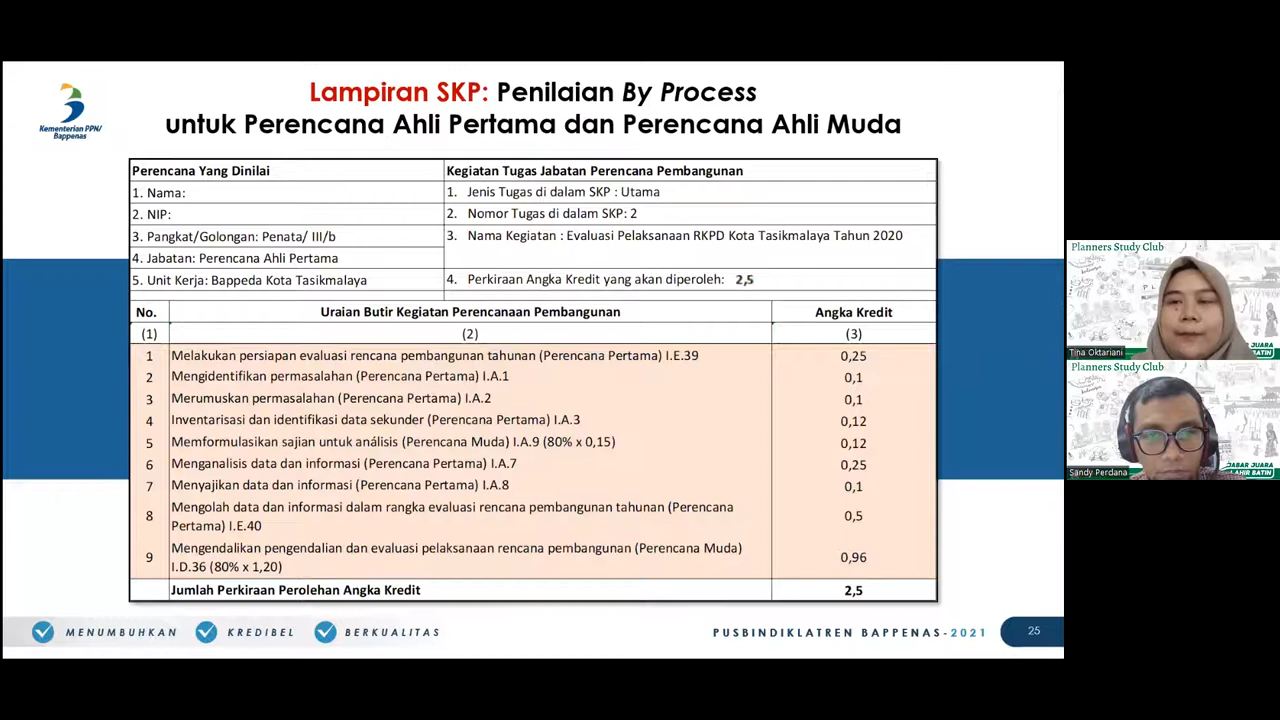 Kementerian PPN/
Bappenas
Lampiran SKP: Penilaian By Process
untuk Perencana Ahli Pertama dan Perencana Ahli Muda
Perencana Yang Dinilai
Kegiatan Tugas Jabatan Perencana Pembangunan
1. Nama:
1. Jenis Tugas di dalam SKP : Utama
2. NIP:
2. Nomor Tugas di dalam SKP: 2
3. Pangkat/Golongan: Penata/ III/b
3. Nama Kegiatan : Evaluasi Pelaksanaan RKPD Kota Tasikmalaya Tahun 2020
4. Jabatan: Perencana Ahli Pertama
5. Unit Kerja: Bappeda Kota Tasikmalaya
4. Perkiraan Angka Kredit yang akan diperoleh: 2,5
No. Uraian Butir Kegiatan Perencanaan Pembangunan Angka Kredit
(1) (2) (3)
1 Melakukan persiapan evaluasi rencana pembangunan tahunan (Perencana Pertama) I.E.39 0,25
2 Mengidentifikan permasalahan (Perencana Pertama) I.A.1 0,1
3 Merumuskan permasalahan (Perencana Pertama) I.A.2 0,1
4 Inventarisasi dan identifikasi data sekunder (Perencana Pertama) I.A.3 0,12
5 Memformulasikan sajian untuk analisis (Perencana Muda) I.A.9 (80% x 0,15) 0,12
6 Menganalisis data dan informasi (Perencana Pertama) I.A.7 0,25
7 Menyajikan data dan informasi (Perencana Pertama) I.A.8 0,1
8 Mengolah data dan informasi dalam rangka evaluasi rencana pembangunan tahunan (Perencana
Pertama) I.E.40 0,5
9 Mengendalikan pengendalian dan evaluasi pelaksanaan rencana pembangunan (Perencana Muda)
I.D.36 (80% x 1,20) 0,96
Jumlah Perkiraan Perolehan Angka Kredit 2,5
MENUMBUHKAN KREDIBEL BERKUALITAS
PUSBINDIKLATREN BAPPENAS-2021
25
Planners Study Club
Tina Oktariani
JUARA
BATIN
Planners Study Club
Sandy Perdana
JABAR JUARA
LAHIR BATIN